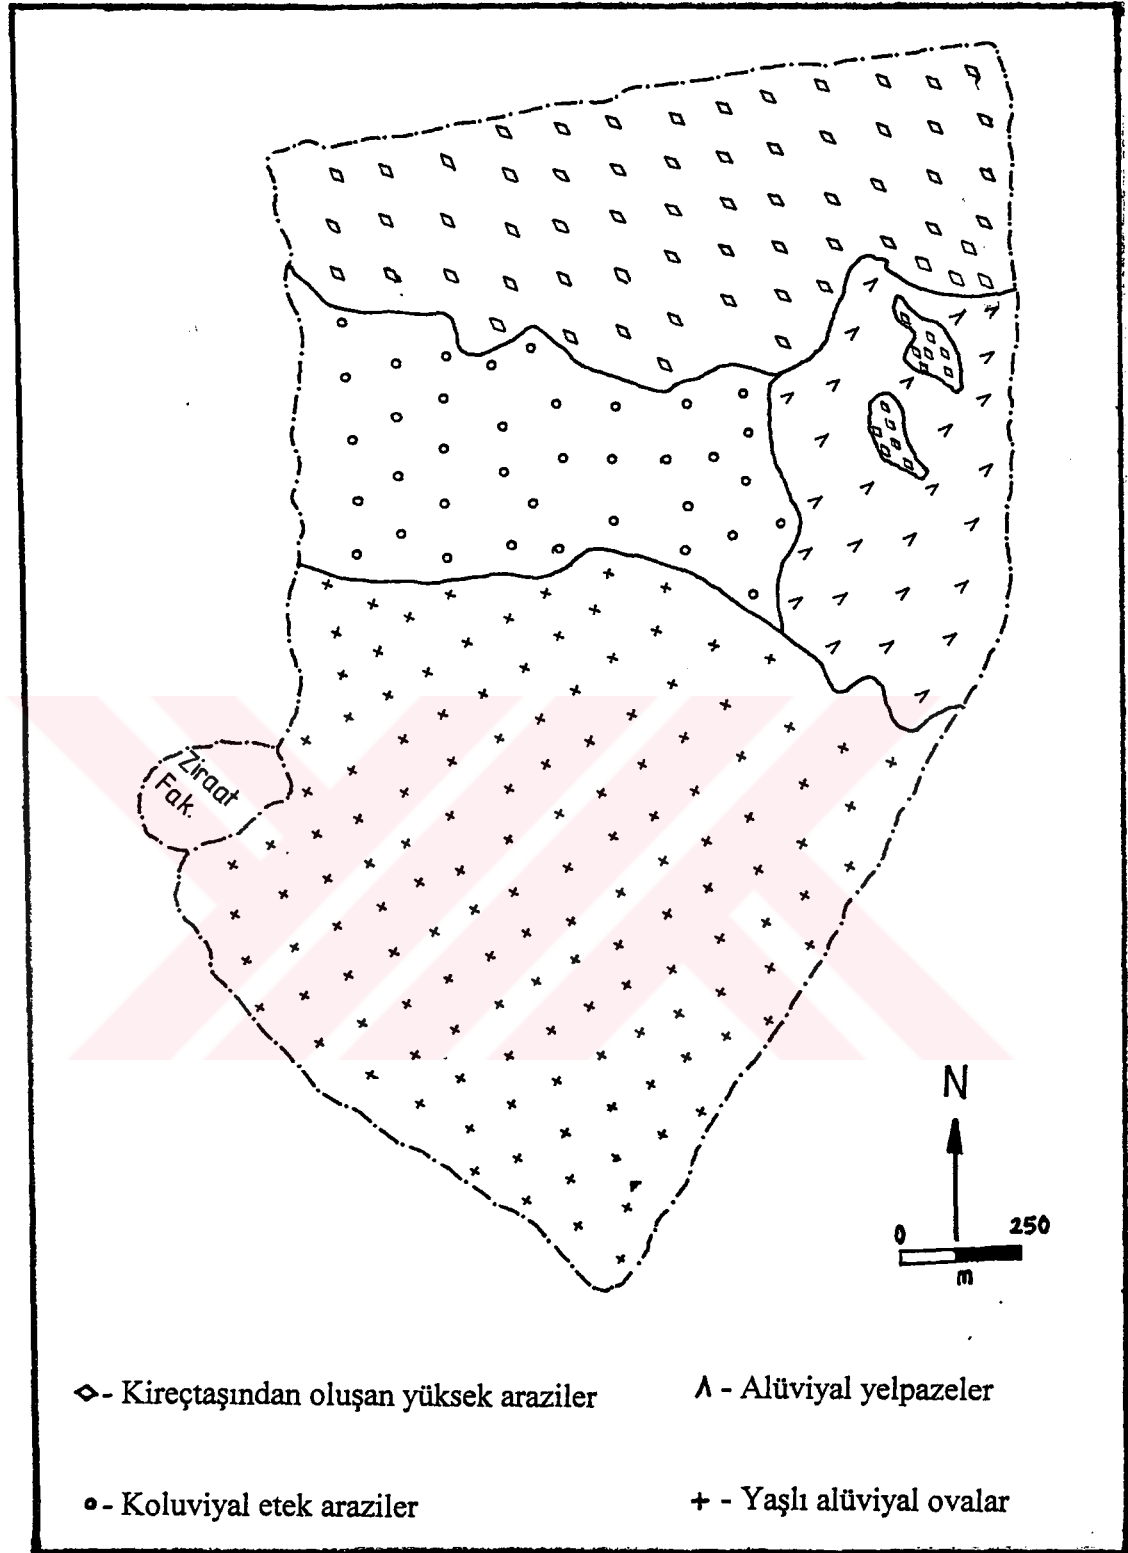 Ziraat
Fak.
N
0 250
m
◇ - Kireçtaşından oluşan yüksek araziler
Λ - Alüviyal yelpazeler
o - Koluviyal etek araziler
+ - Yaşlı alüviyal ovalar